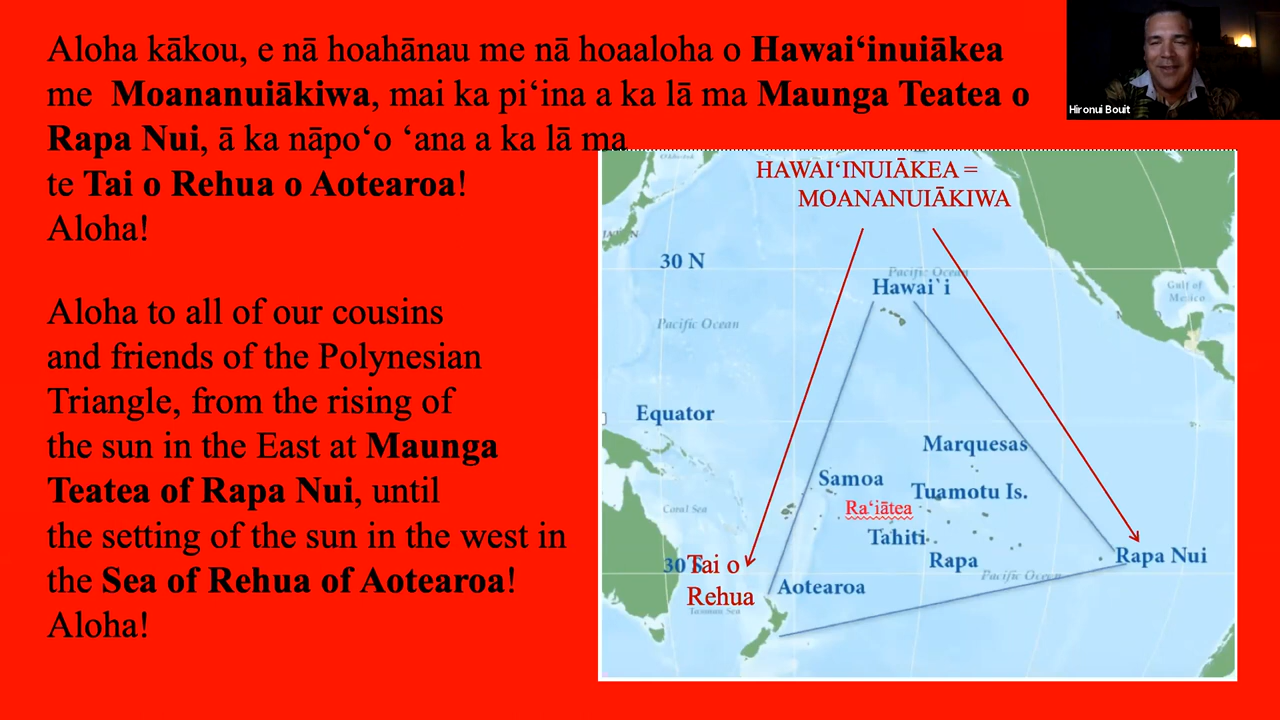 Aloha kākou, e nā hoahānau me nā hoaaloha o Hawaiʻinuiākea
me Moananuiākiwa, mai ka piʻina a ka lā ma Maunga Teatea o
Rapa Nui, ā ka nāpoʻo ʻana a ka lā ma
te Tai o Rehua o Aotearoa!
Aloha!
Aloha to all of our cousins
and friends of the Polynesian
Triangle, from the rising of
the sun in the East at Maunga
Teatea of Rapa Nui, until
the setting of the sun in the west in
the Sea of Rehua of Aotearoa!
Aloha!
Hironui Bouit
HAWAIʻINUIĀKEA =
MOANANUIĀKIWA
30 N
Pacific Ocean
Hawai`i
Gulf of
Mexico
Pacific Ocean
Equator
Marquesas
Samoa
Tuamotu Is.
Raʻiātea
Coral Sea
Tahiti
Rapa
Pacific Ocean
Rapa Nui
30 S
Tai o
Rehua
Aotearoa
Tasman Sea